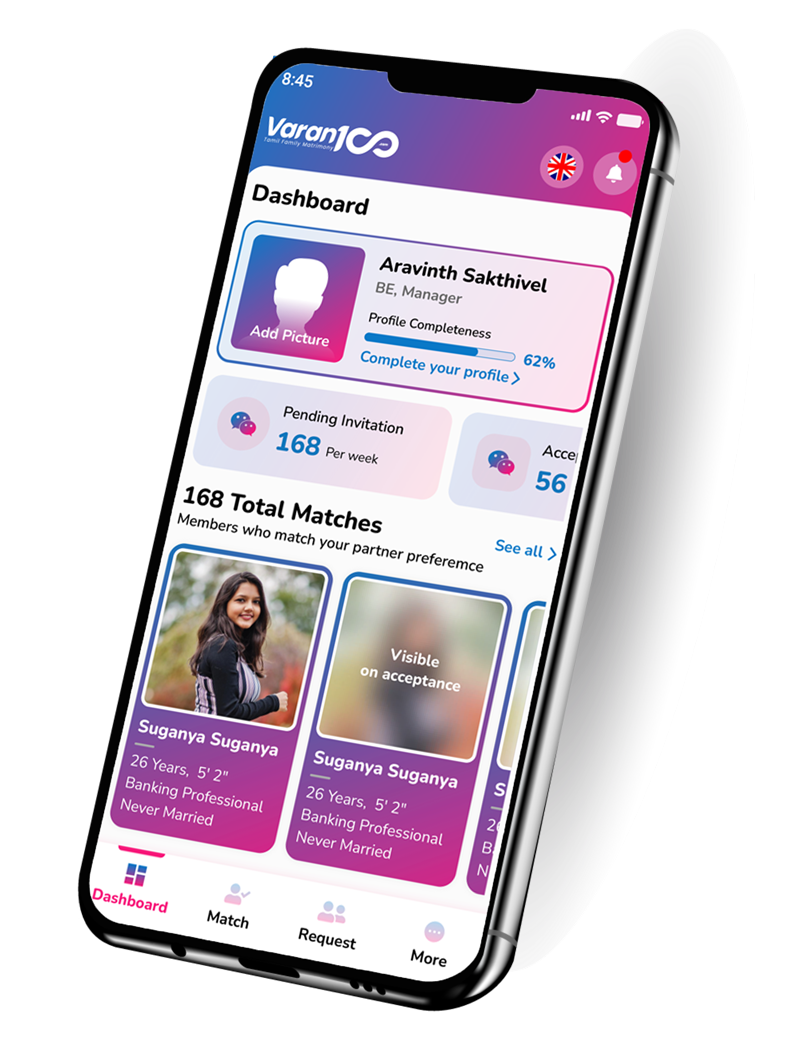 8:45
Varan100
.com
Tamil Family Matrimony
Dashboard
Aravinth Sakthivel
BE, Manager
Add Picture
Profile Completeness
62%
Complete your profile
Pending Invitation
168 Per week
Acce
56
168 Total Matches
Members who match your partner preferemce
See all
Visible
on acceptance
Suganya Suganya
26 Years, 5' 2"
Banking Professional
Never Married
Suganya Suganya
26 Years, 5' 2"
Banking Professional
Never Married
S
26
B
N
Dashboard
Match
Request
More